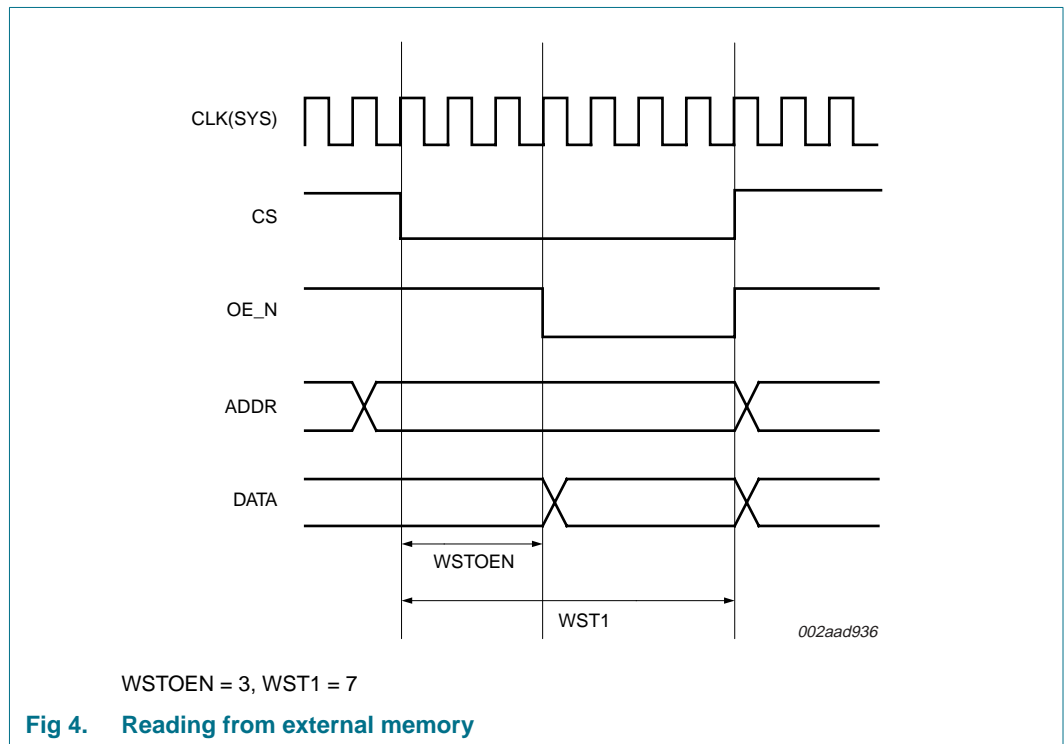 CLK(SYS)
CS
OE_N
ADDR
DATA
WSTOEN
WST1
002aad936
WSTOEN = 3, WST1 = 7
Fig 4. Reading from external memory